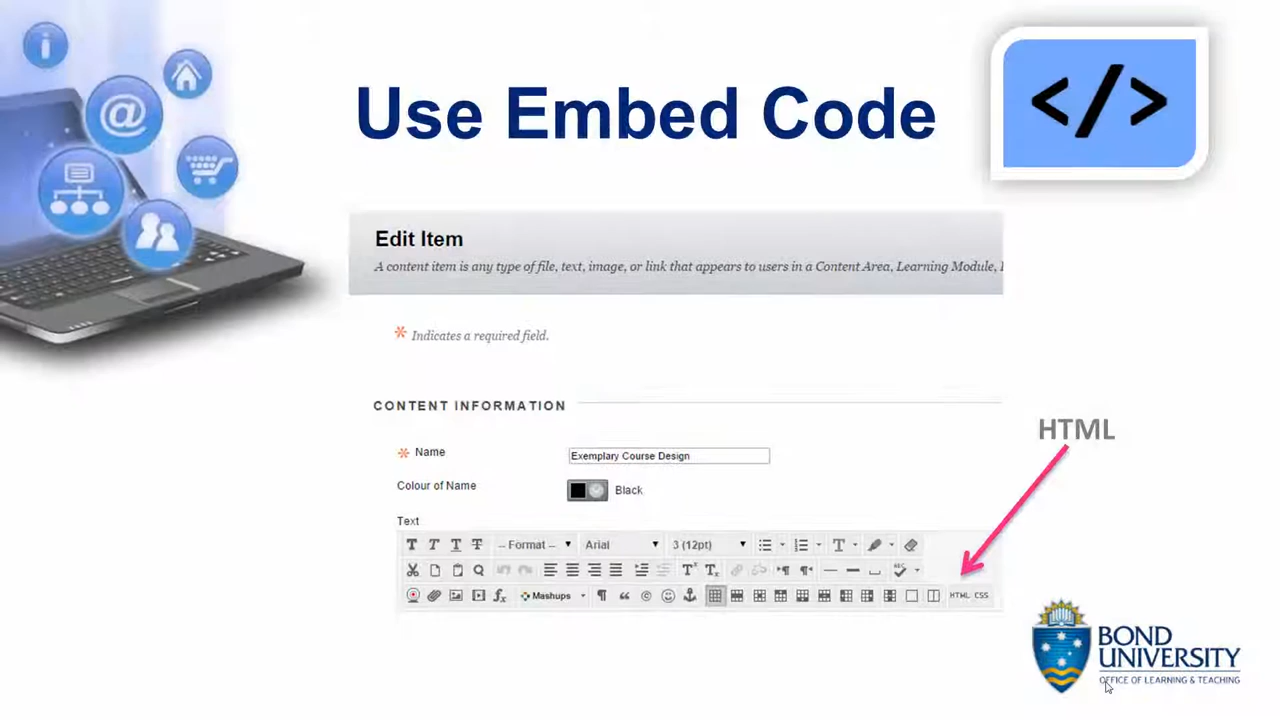 Use Embed Code
</>
Edit Item
A content item is any type of file, text, image, or link that appears to users in a Content Area, Learning Module,
* Indicates a required field.
CONTENT INFORMATION
HTML
* Name
Exemplary Course Design
Colour of Name
Black
Text
T T T T -- Format -- Arial 3 (12pt) T
ABC
Mashups HTML CSS
BOND
UNIVERSITY
OFFICE OF LEARNING & TEACHING